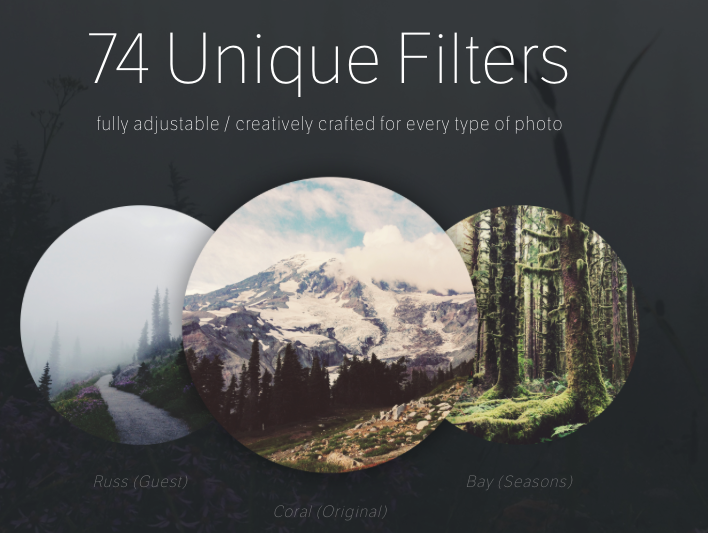 74 Unique Filters
fully adjustable / creatively crafted for every type of photo
Russ (Guest)
Bay (Seasons)
Coral (Original)